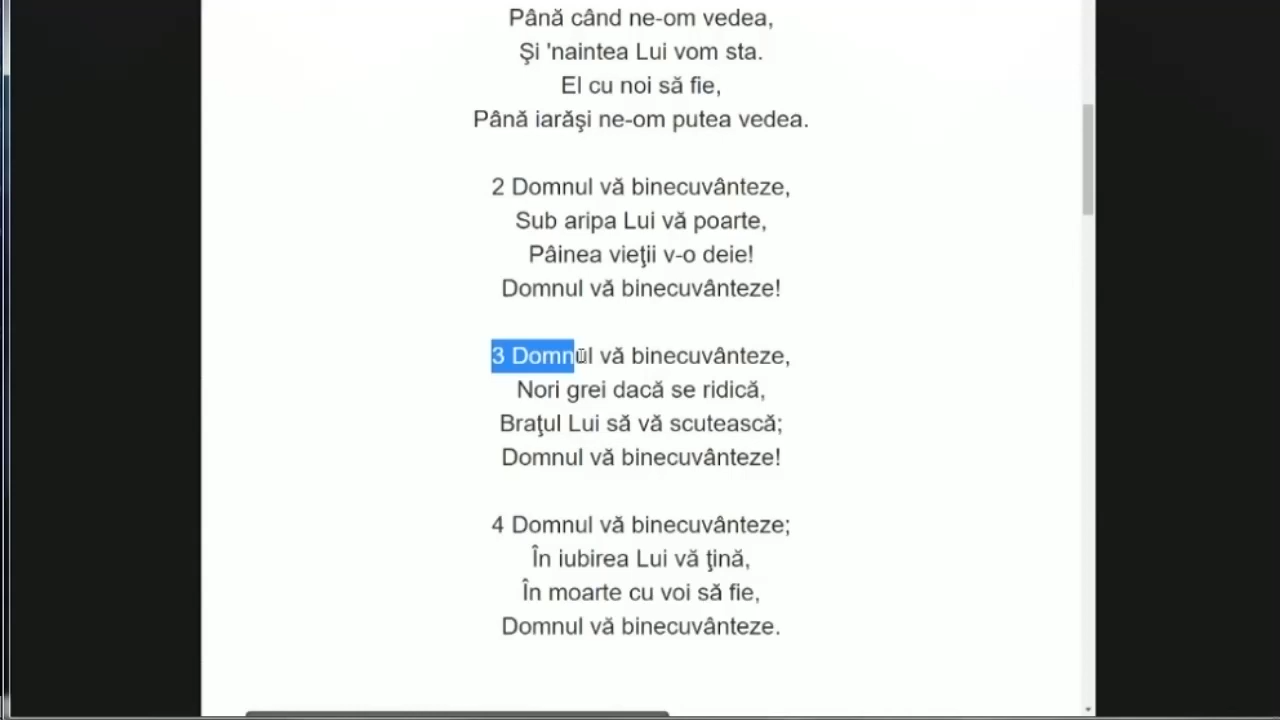 Până când ne-om vedea,
Şi 'naintea Lui vom sta.
El cu noi să fie,
Până iarăşi ne-om putea vedea.
2 Domnul vă binecuvânteze,
Sub aripa Lui vă poarte,
Pâinea vieţii v-o deie!
Domnul vă binecuvânteze!
3 Domnul vă binecuvânteze,
Nori grei dacă se ridică,
Braţul Lui să vă scutească;
Domnul vă binecuvânteze!
4 Domnul vă binecuvânteze;
În iubirea Lui vă ţină,
În moarte cu voi să fie,
Domnul vă binecuvânteze.